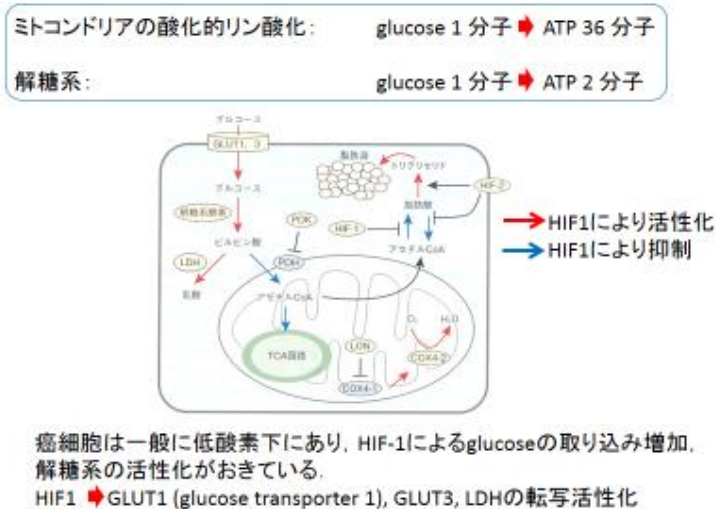 ミトコンドリアの酸化的リン酸化: glucose 1 分子 ➡ ATP 36 分子
解糖系: glucose 1 分子 ➡ ATP 2 分子
グルコース
GLUT1, 3
グルコース
解糖系酵素
ピルビン酸
LDH
乳酸
PDK
PDH
アセチルCoA
TCA回路
脂肪滴
トリグリセリド
HIF-2
HIF-1
脂肪酸
アセチルCoA
O₂
H₂O
LON
COX4-1
COX4-2
→HIF1により活性化
→HIF1により抑制
癌細胞は一般に低酸素下にあり, HIF-1によるglucoseの取り込み増加,
解糖系の活性化がおきている.
HIF1 ➡GLUT1 (glucose transporter 1), GLUT3, LDHの転写活性化